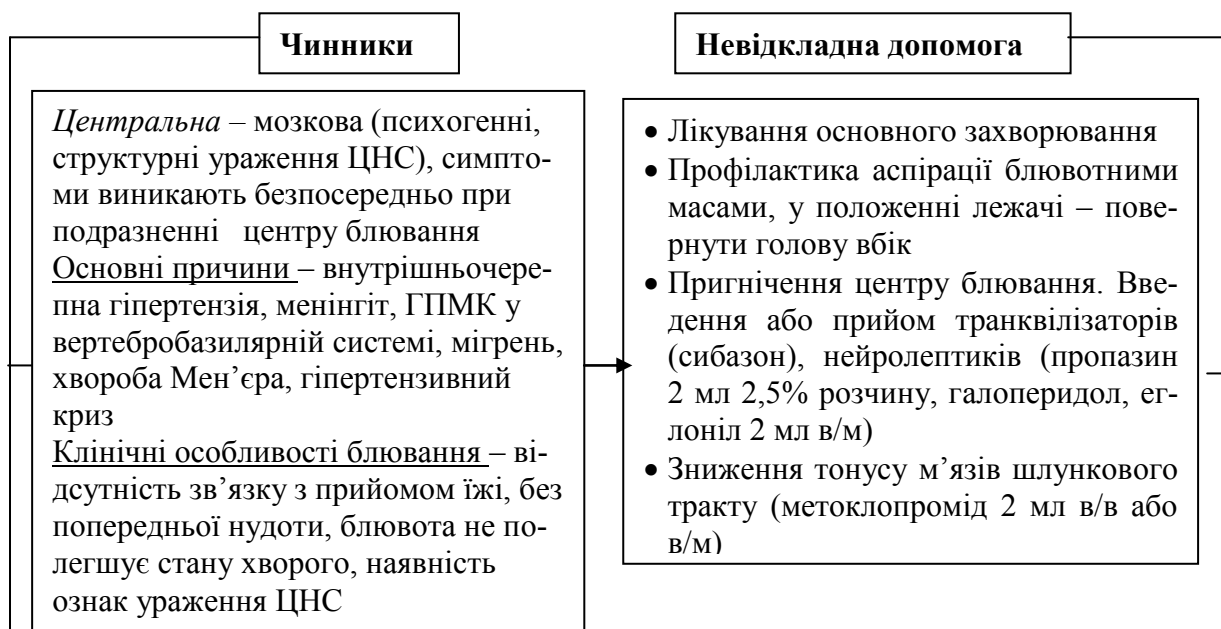 Чинники
Невідкладна допомога
Центральна – мозкова (психогенні,
структурні ураження ЦНС), симпто-
ми виникають безпосередньо при
подразненні центру блювання
Основні причини – внутрішньочере-
пна гіпертензія, менінгіт, ГПМК у
вертебробазилярній системі, мігрень,
хвороба Мен’єра, гіпертензивний
криз
Клінічні особливості блювання – ві-
дсутність зв’язку з прийомом їжі, без
попередньої нудоти, блювота не по-
легшує стану хворого, наявність
ознак ураження ЦНС
• Лікування основного захворювання
• Профілактика аспірації блювотними
масами, у положенні лежачі – пове-
рнути голову вбік
• Пригнічення центру блювання. Вве-
дення або прийом транквілізаторів
(сибазон), нейролептиків (пропазин
2 мл 2,5% розчину, галоперидол, ег-
лоніл 2 мл в/м)
• Зниження тонусу м’язів шлункового
тракту (метоклопромід 2 мл в/в або
в/м)